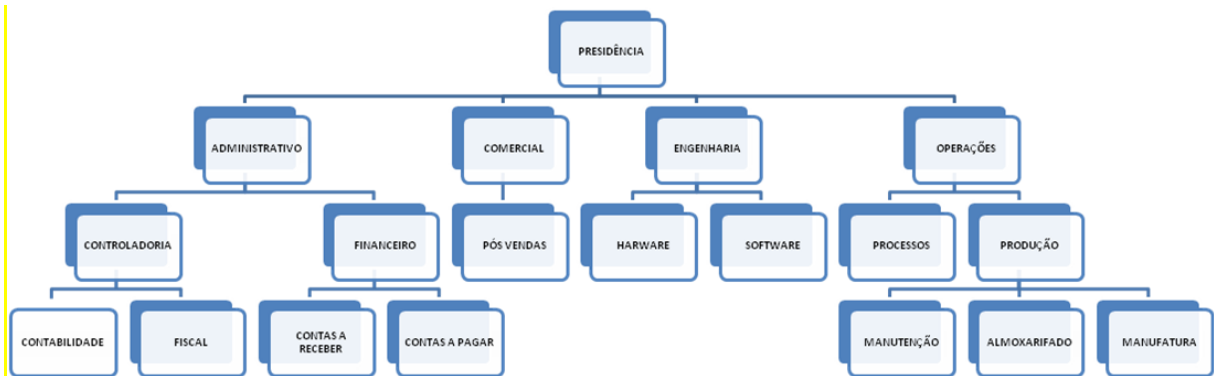 PRESIDÊNCIA
ADMINISTRATIVO
COMERCIAL
ENGENHARIA
OPERAÇÕES
CONTROLADORIA
FINANCEIRO
PÓS VENDAS
HARWARE
SOFTWARE
PROCESSOS
PRODUÇÃO
CONTABILIDADE
FISCAL
CONTAS A
RECEBER
CONTAS A PAGAR
MANUTENÇÃO
ALMOXARIFADO
MANUFATURA